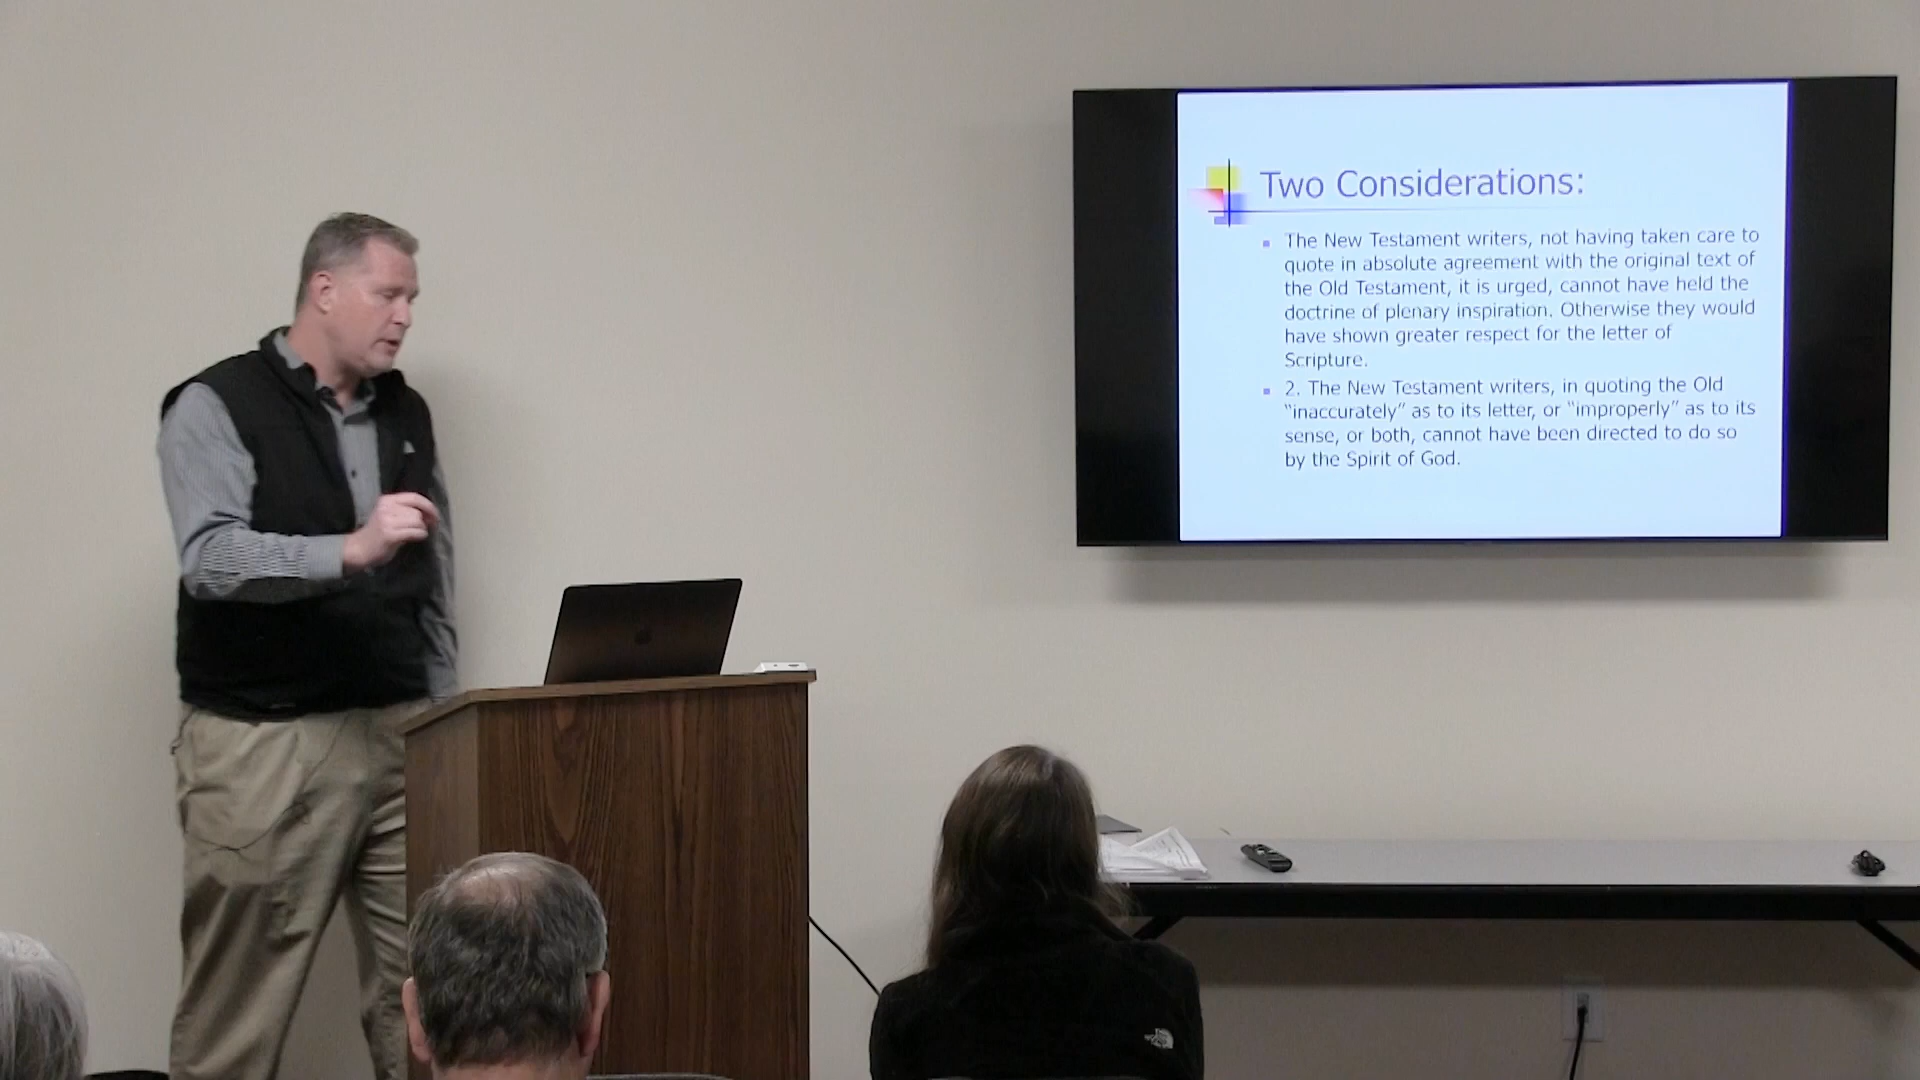 Two Considerations:
The New Testament writers, not having taken care to
quote in absolute agreement with the original text of
the Old Testament, it is urged, cannot have held the
doctrine of plenary inspiration. Otherwise they would
have shown greater respect for the letter of
Scripture.
2. The New Testament writers, in quoting the Old
“inaccurately” as to its letter, or “improperly” as to its
sense, or both, cannot have been directed to do so
by the Spirit of God.
THE
NORTH
FACE